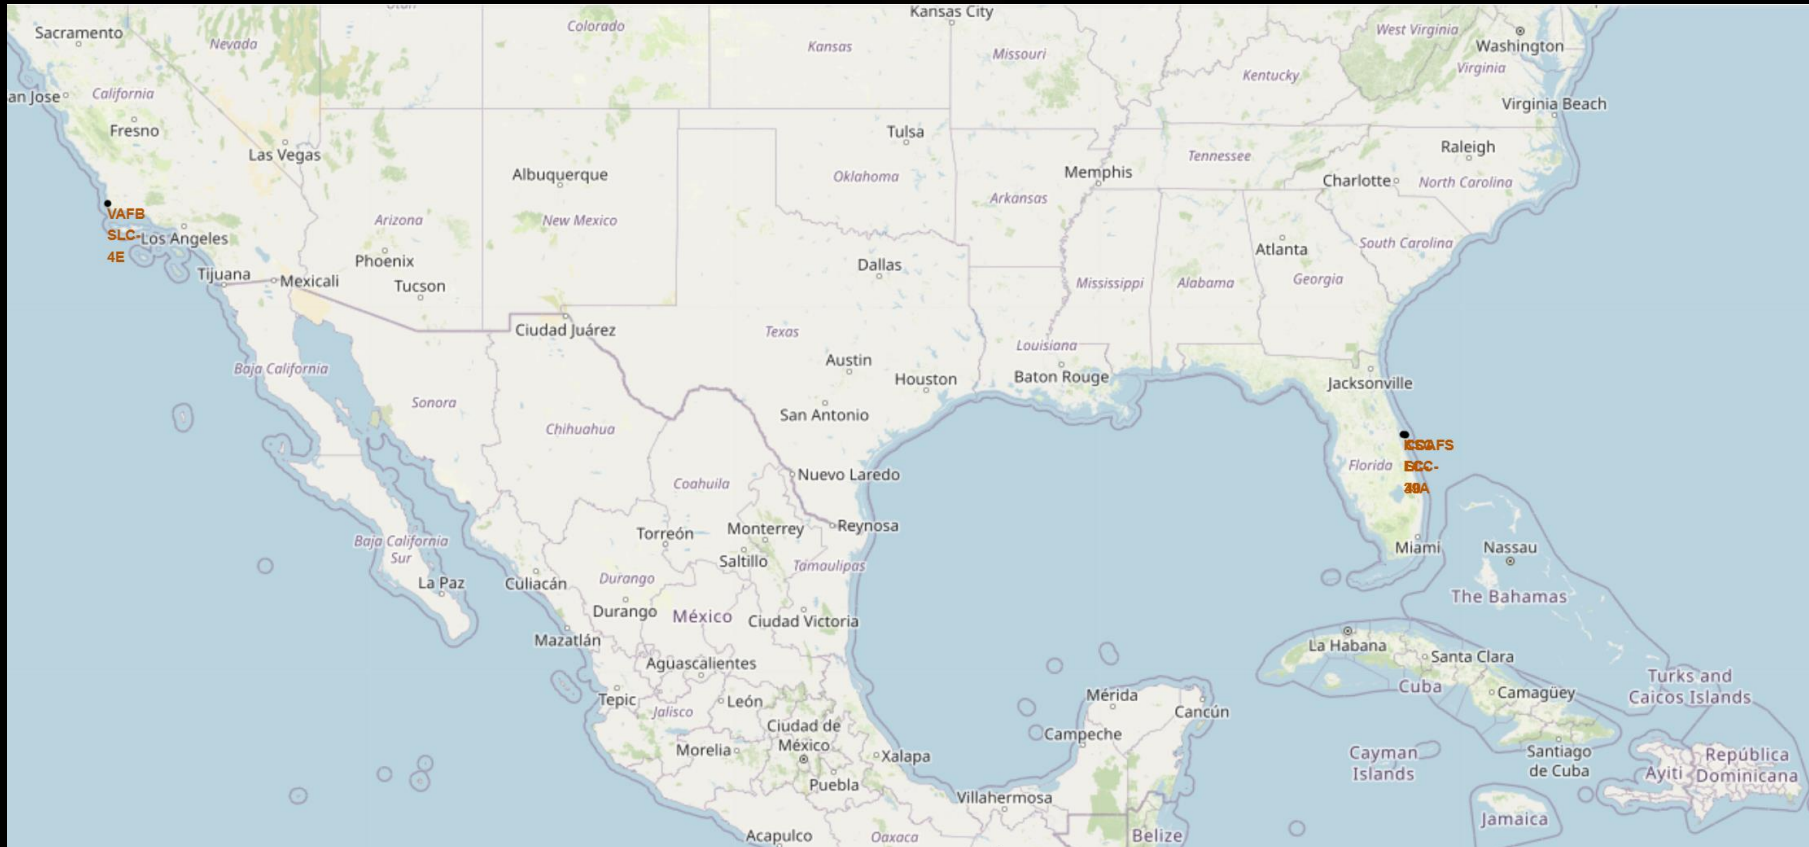 Kansas City
Sacramento
Nevada
Colorado
Kansas
Missouri
West Virginia
Washington
Kentucky
Virginia
an Jose
California
Virginia Beach
Fresno
Tulsa
Las Vegas
Raleigh
Tennessee
Albuquerque
Oklahoma
Memphis
Charlotte
North Carolina
Arkansas
VAFB
SLC-
4E
Arizona
New Mexico
Los Angeles
South Carolina
Atlanta
Phoenix
Dallas
Tijuana
Mexicali
Tucson
Mississippi
Alabama
Georgia
Ciudad Juárez
Texas
Louisiana
Austin
Baja California
Houston
Baton Rouge
Jacksonville
Sonora
San Antonio
Chihuahua
Florida
Nuevo Laredo
Coahuila
Reynosa
Torreón
Monterrey
Baja California
Sur
Miami
Nassau
Saltillo
Tamaulipas
La Paz
Culiacán
Durango
The Bahamas
Durango
México
Ciudad Victoria
Mazatlán
La Habana
Santa Clara
Aguascalientes
Turks and
Caicos Islands
Cuba
Camagüey
Tepic
León
Mérida
Jalisco
Cancún
Ciudad de
México
Campeche
Morelia
Xalapa
Cayman
Islands
Santiago
de Cuba
República
Dominicana
Ayiti
Puebla
Villahermosa
Jamaica
Acapulco
Oaxaca
Belize